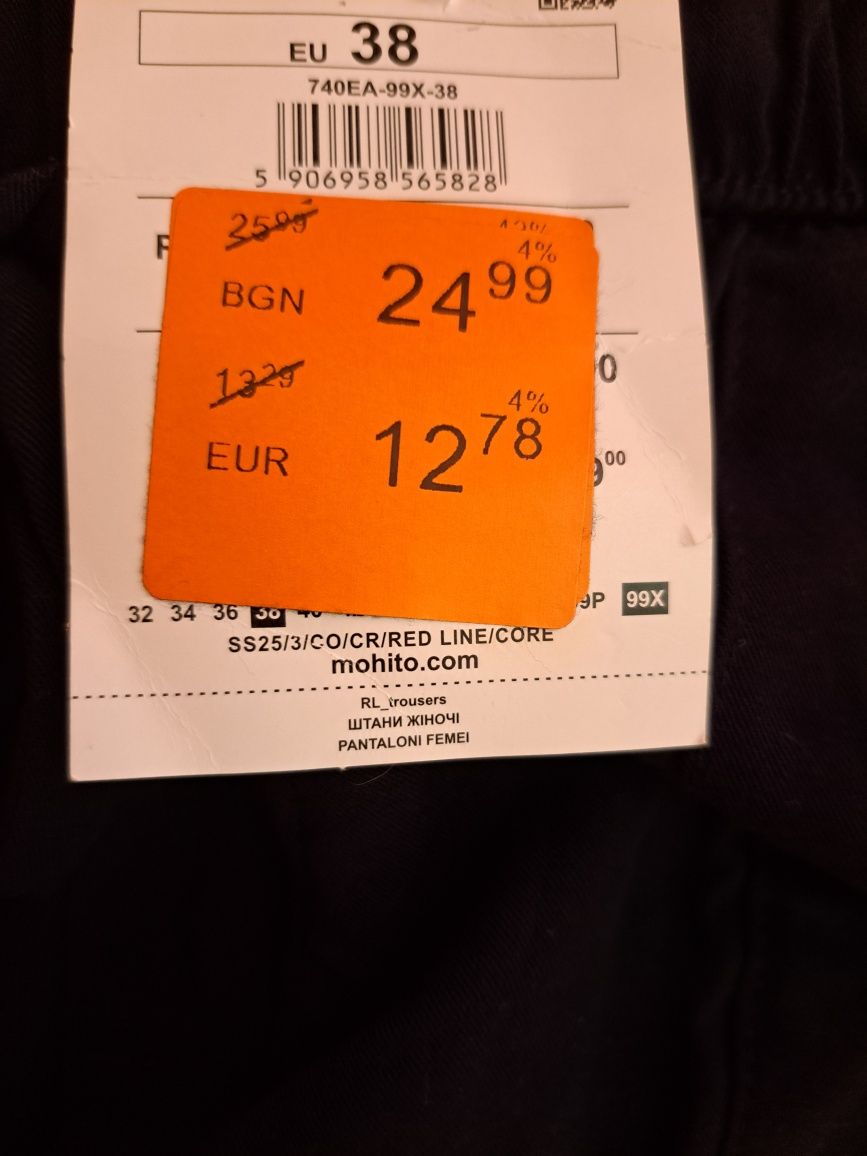 EU 38
740EA-99X-38
5 906958 565828
25 99
4%
BGN 24 99
13 29
4%
EUR 12 78
00
32 34 36 38 99X
SS25/3/CO/CR/RED LINE/CORE
mohito.com
RL_trousers
ШТАНИ ЖІНОЧІ
PANTALONI FEMEI